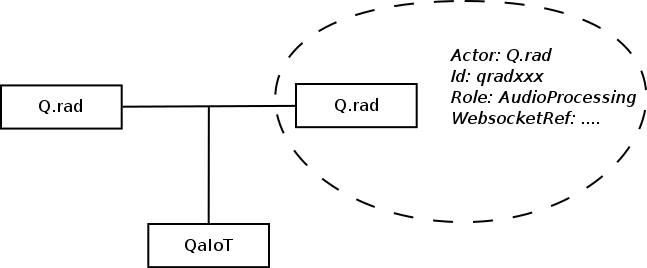 Actor: Q.rad
Id: qradxxx
Role: AudioProcessing
WebsocketRef: ....
Q.rad
Q.rad
QaIoT